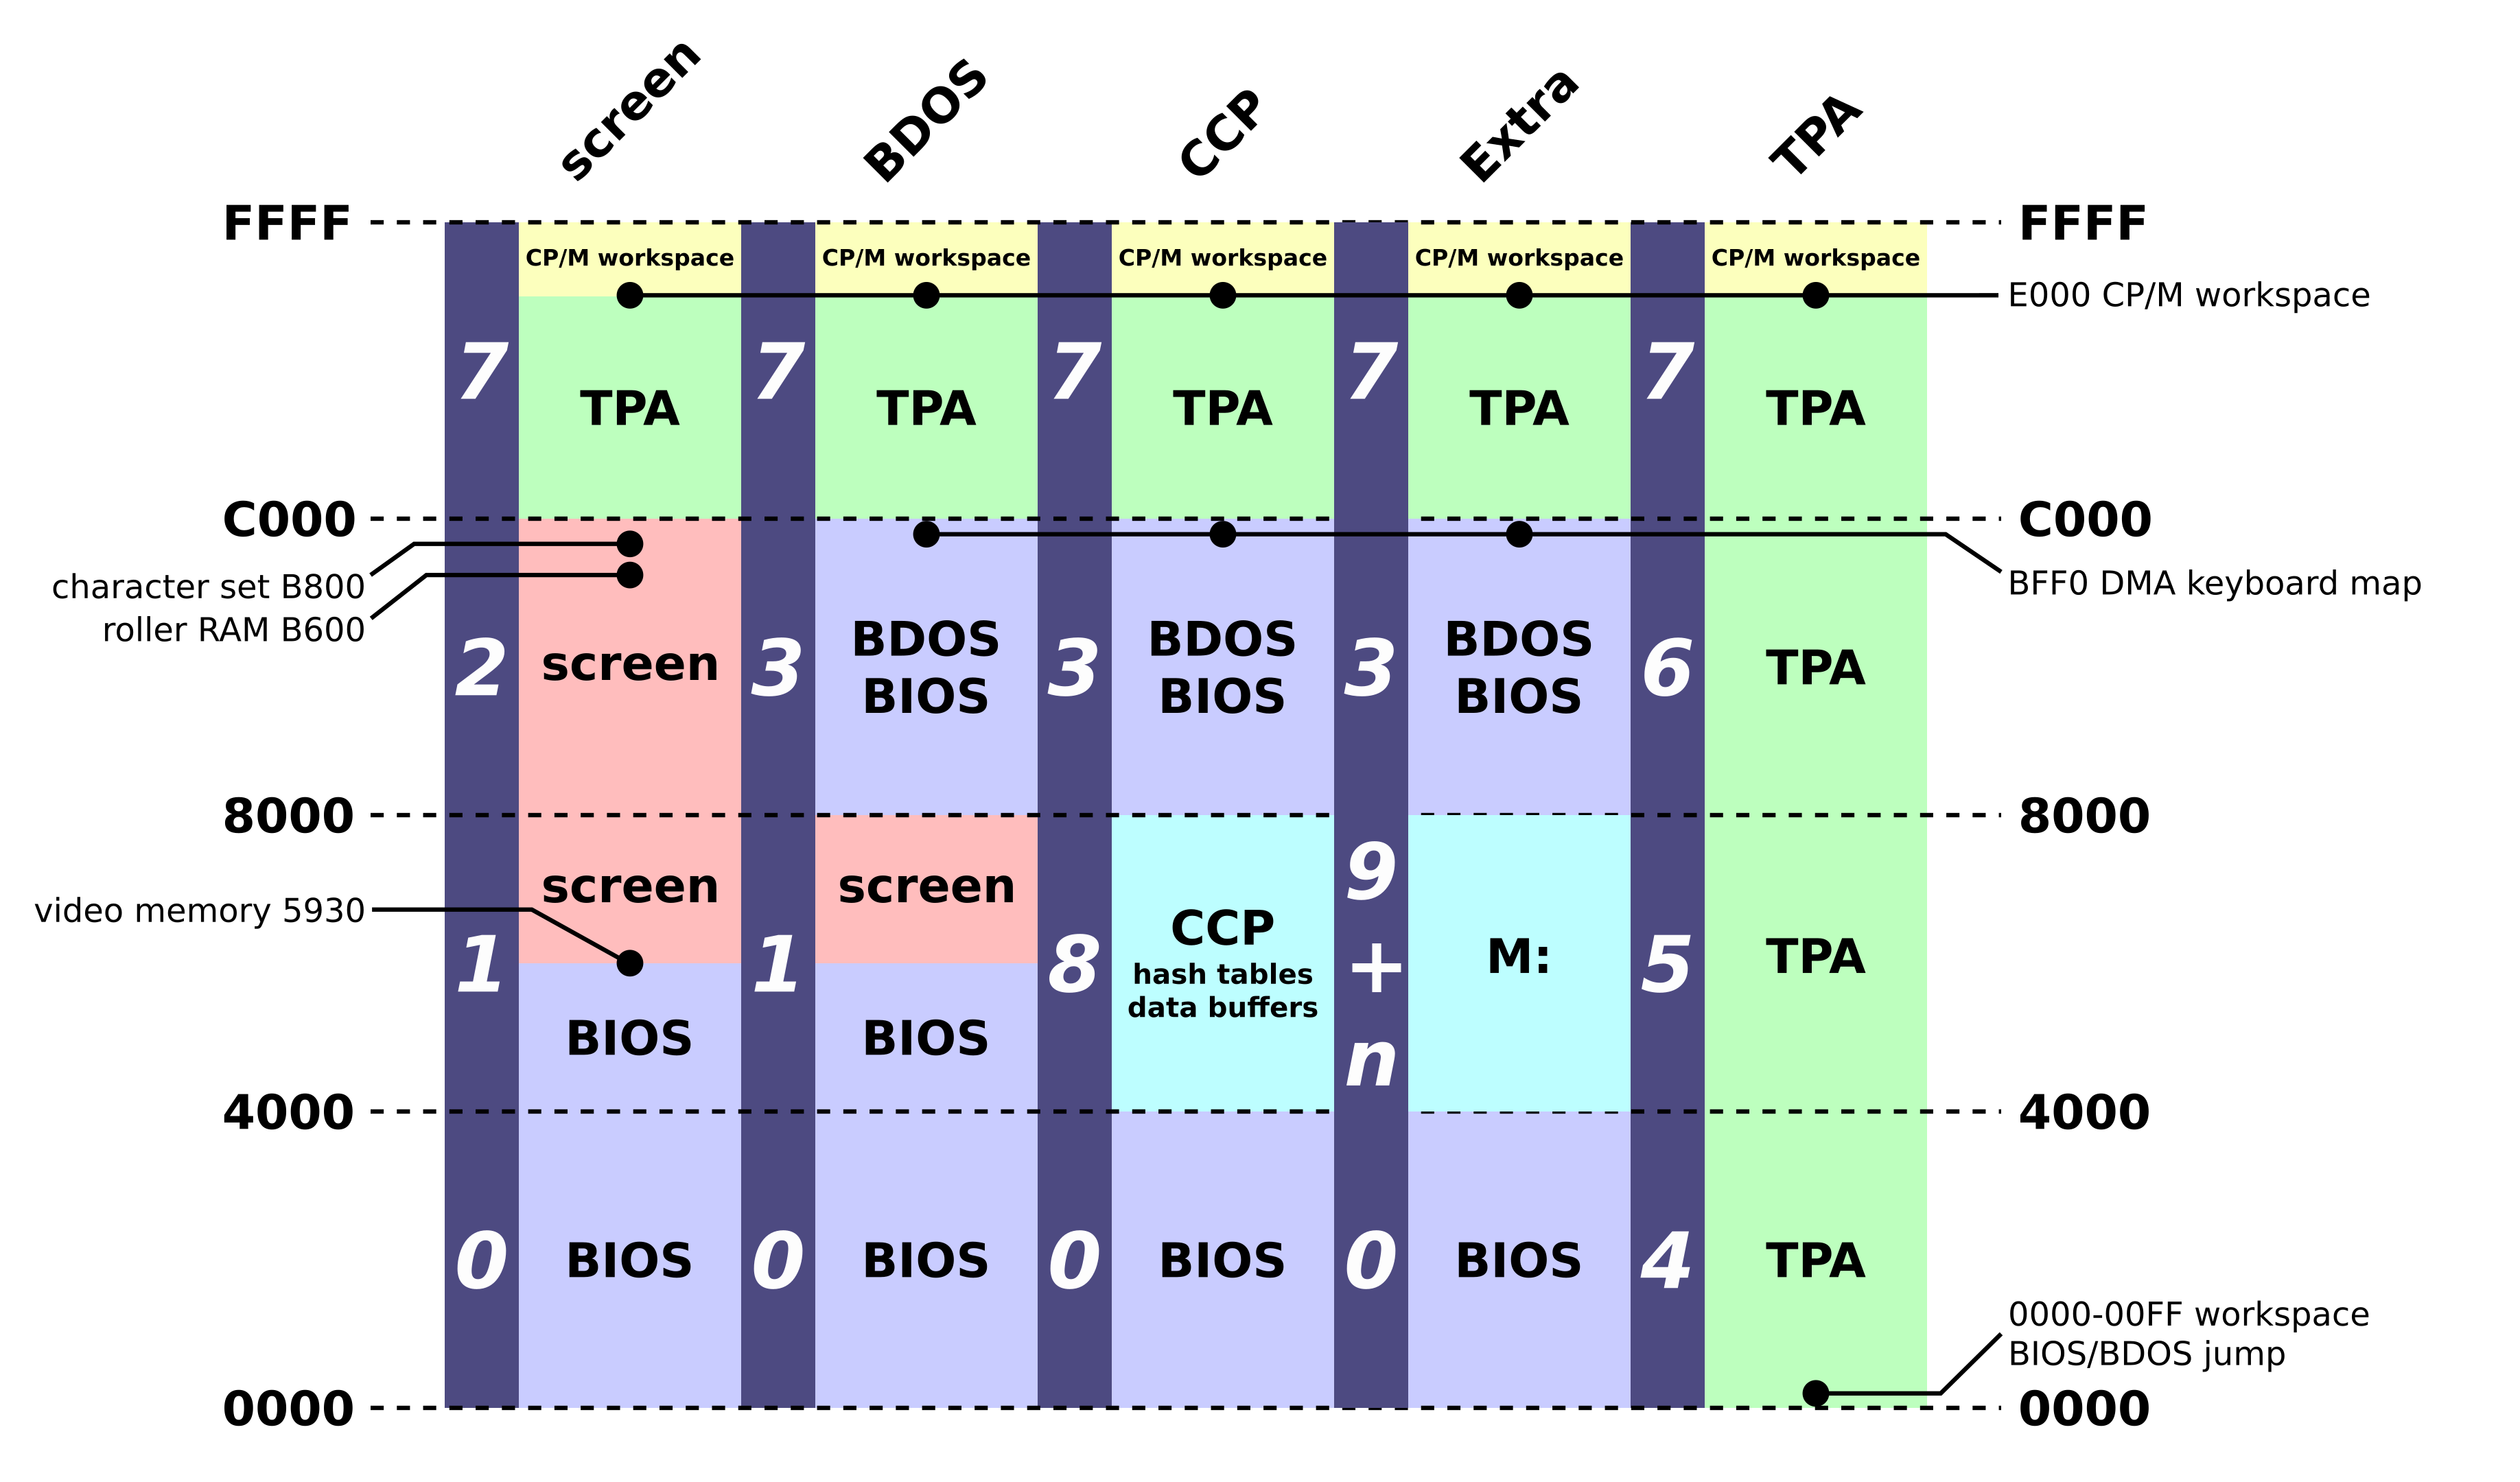 screen
BDOS
CCP
Extra
TPA
FFFF
FFFF
CP/M workspace
CP/M workspace
CP/M workspace
CP/M workspace
CP/M workspace
E000 CP/M workspace
7
TPA
7
TPA
7
TPA
7
TPA
7
TPA
C000
C000
character set B800
roller RAM B600
BFF0 DMA keyboard map
2
screen
3
BDOS
BIOS
3
BDOS
BIOS
3
BDOS
BIOS
6
TPA
8000
8000
video memory 5930
1
screen
BIOS
1
screen
BIOS
8
CCP
hash tables
data buffers
9
+
n
M:
5
TPA
4000
4000
0
BIOS
0
BIOS
0
BIOS
0
BIOS
4
TPA
0000-00FF workspace
BIOS/BDOS jump
0000
0000